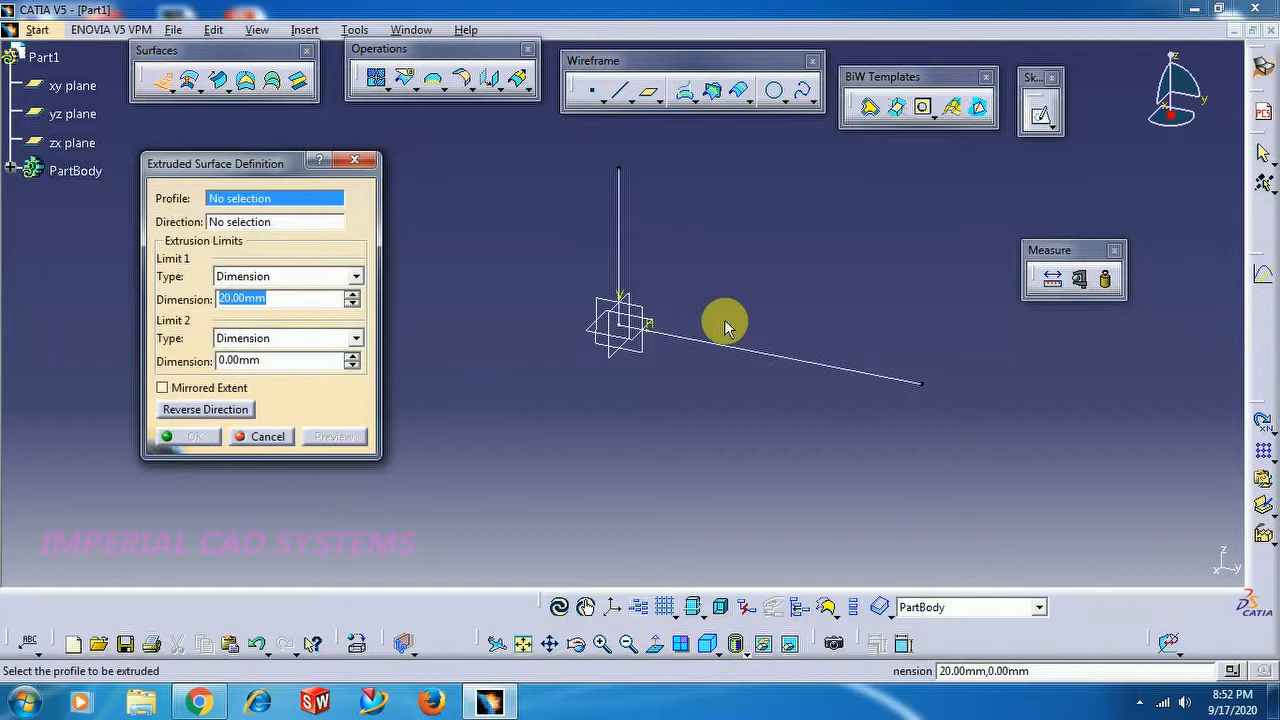 CATIA V5 - [Part1]
Start ENOVIA V5 VPM File Edit View Insert Tools Window Help
Part1
xy plane
yz plane
zx plane
PartBody
Surfaces
Operations
Wireframe
BiW Templates
Sk...
z
y
x
PCS
Extruded Surface Definition
?
Profile: No selection
Direction: No selection
Extrusion Limits
Limit 1
Type: Dimension
Dimension: 20.00mm
Limit 2
Type: Dimension
Dimension: 0.00mm
Mirrored Extent
Reverse Direction
OK Cancel Preview
V
H
Measure
IMPERIAL CAD SYSTEMS
z
x y
PartBody
CATIA
ABC
Select the profile to be extruded
nension 20.00mm,0.00mm
8:52 PM
9/17/2020